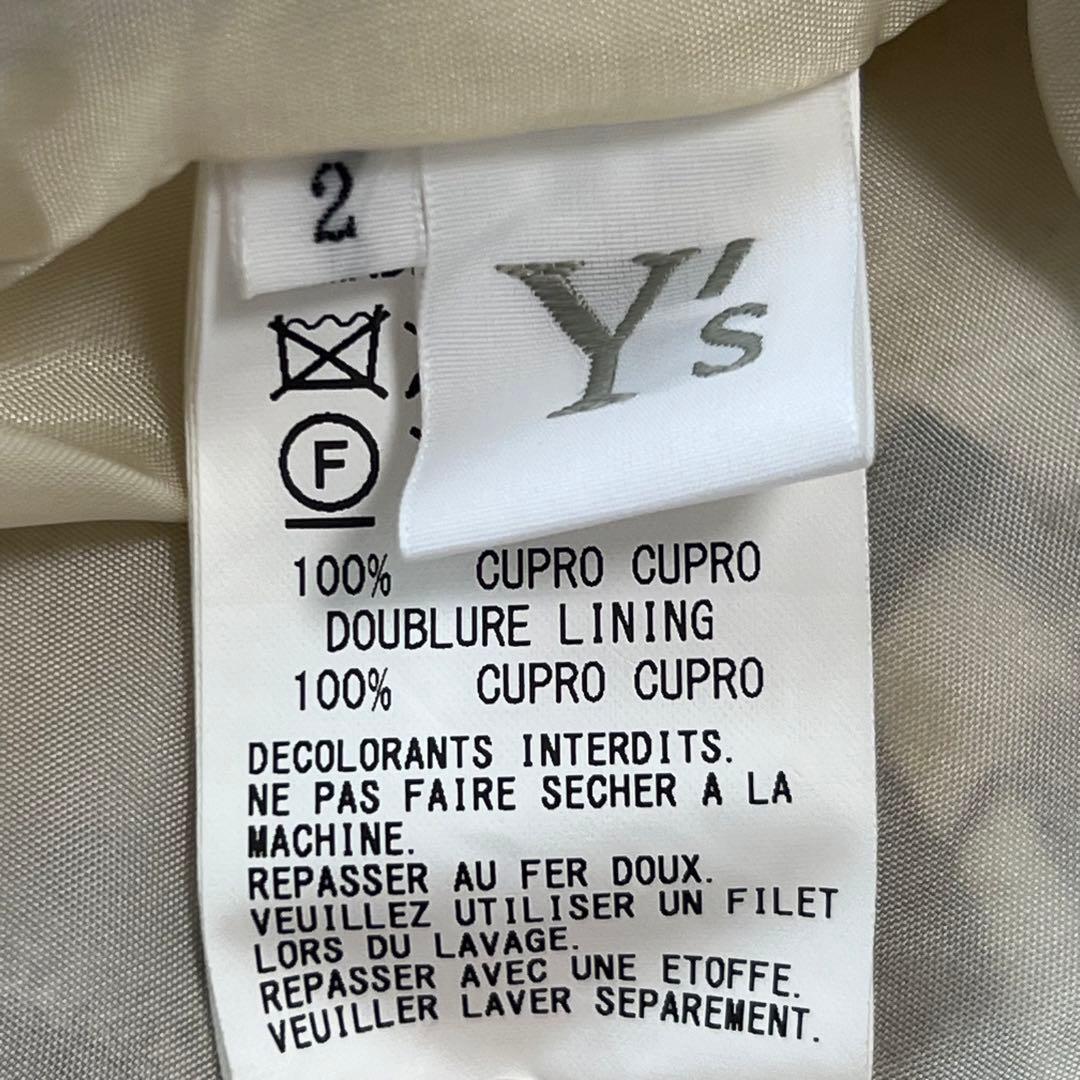 2
Y's
F
100% CUPRO CUPRO
DOUBLURE LINING
100% CUPRO CUPRO
DECOLORANTS INTERDITS.
NE PAS FAIRE SECHER A LA
MACHINE.
REPASSER AU FER DOUX.
VEUILLEZ UTILISER UN FILET
LORS DU LAVAGE.
REPASSER AVEC UNE ETOFFE.
VEUILLER LAVER SEPAREMENT.